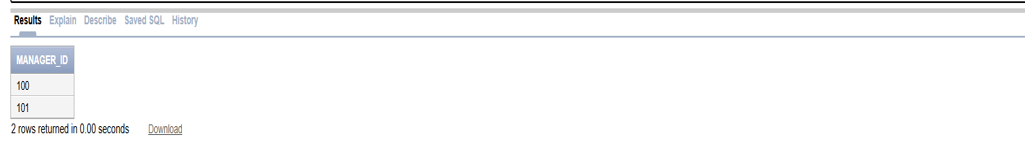 Results Explain Describe Saved SQL History
MANAGER_ID
100
101
2 rows returned in 0.00 seconds Download